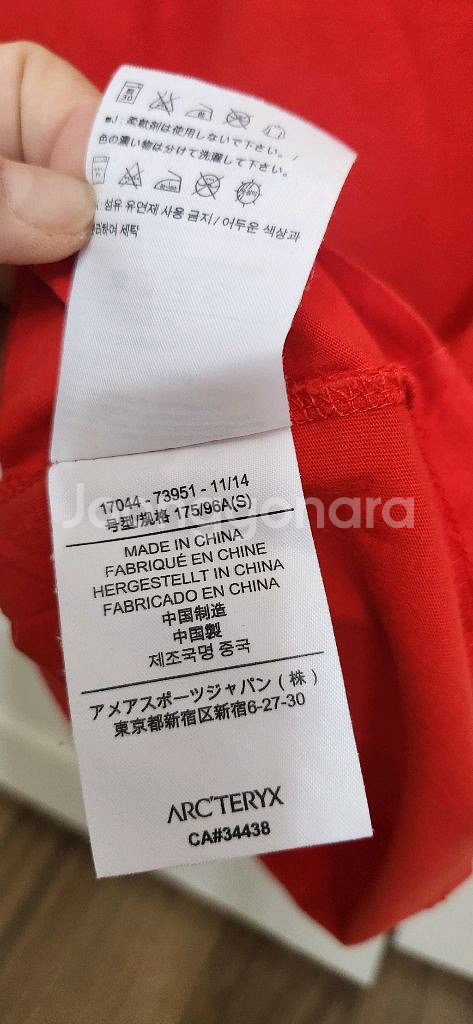 30
mJ : 柔軟剤は使用しないで下さい。/
色の濃い物は分けて洗濯して下さい。
섬유 유연제 사용 금지 / 어두운 색상과
하여 세탁
17044 - 73951 - 11/14
号型/规格 175/96A(S)
Joonggonara
MADE IN CHINA
FABRIQUÉ EN CHINE
HERGESTELLT IN CHINA
FABRICADO EN CHINA
中国制造
中国製
제조국명 중국
アメアスポーツジャパン ( 株 )
東京都新宿区新宿6-27-30
ARC'TERYX
CA#34438